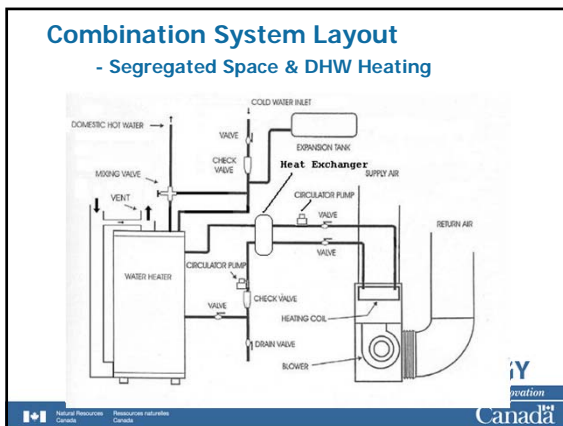 Combination System Layout
- Segregated Space & DHW Heating
COLD WATER INLET
DOMESTIC HOT WATER
VALVE
EXPANSION TANK
CHECK
VALVE
Heat Exchanger
MIXING VALVE
SUPPLY AIR
CIRCULATOR PUMP
VENT
VALVE
RETURN AIR
VALVE
WATER HEATER
CIRCULATOR PUMP
CHECK VALVE
VALVE
HEATING COIL
DRAIN VALVE
BLOWER
GY
ovation
Natural Resources Ressources naturelles
Canada Canada
Canada